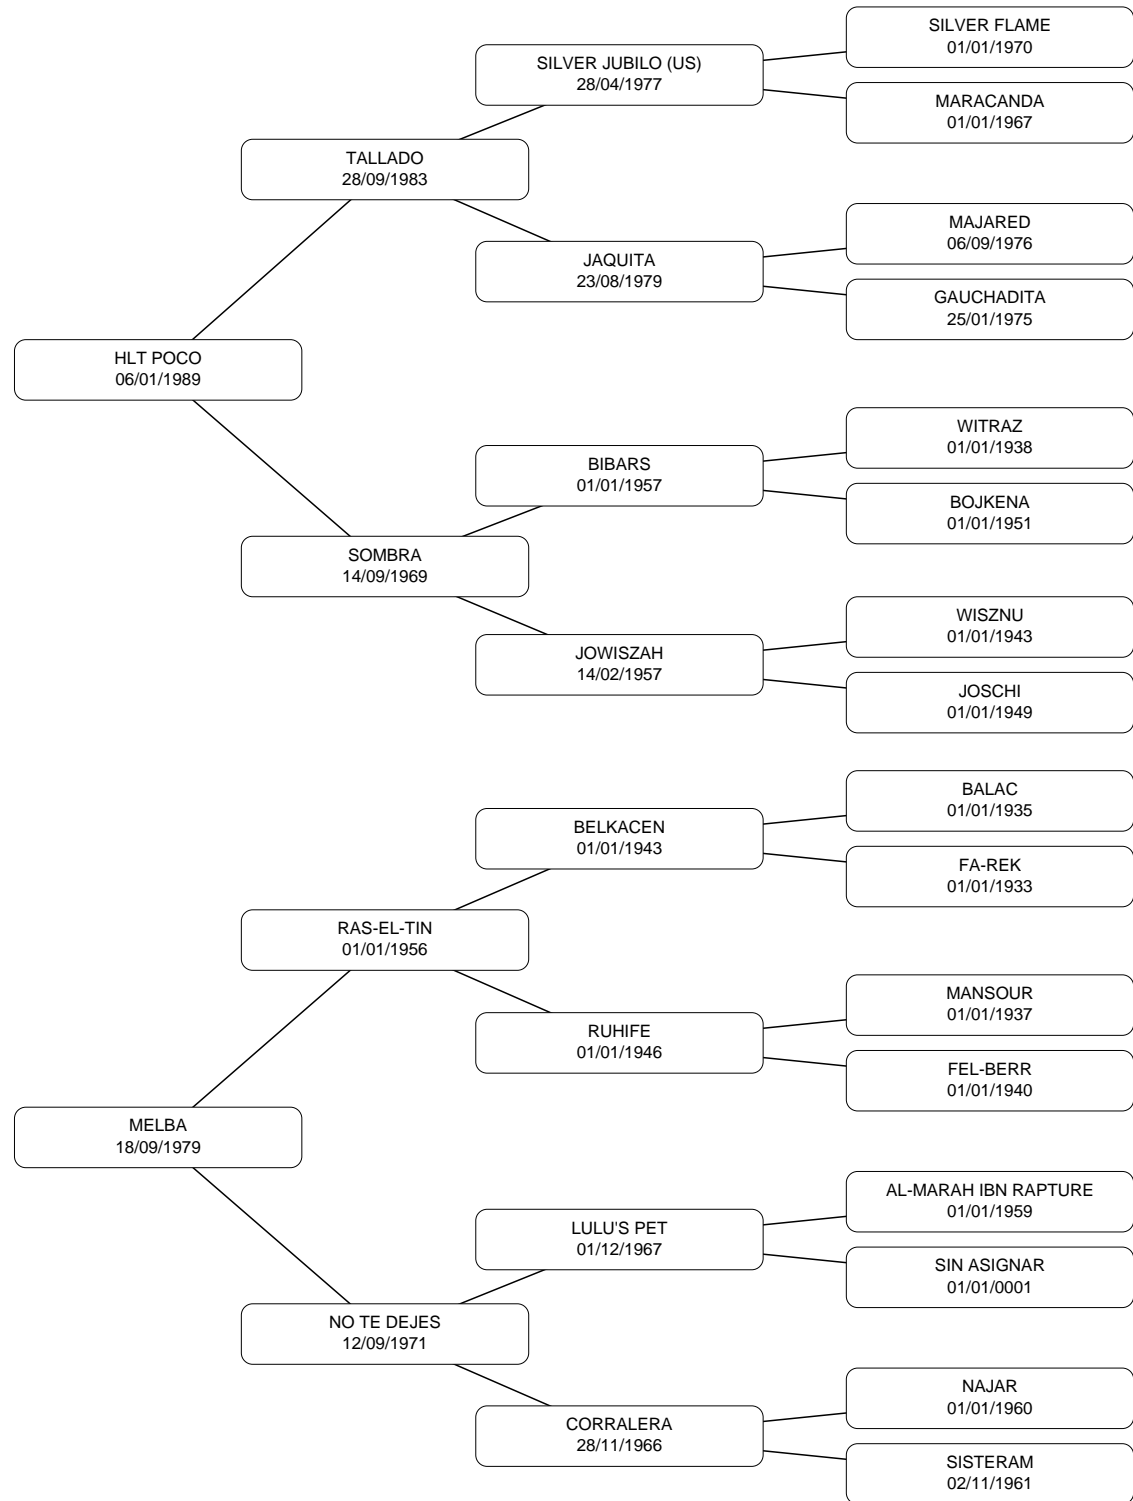 SILVER FLAME
01/01/1970
SILVER JUBILO (US)
28/04/1977
MARACANDA
01/01/1967
TALLADO
28/09/1983
MAJARED
06/09/1976
JAQUITA
23/08/1979
GAUCHADITA
25/01/1975
HLT POCO
06/01/1989
WITRAZ
01/01/1938
BIBARS
01/01/1957
BOJKENA
01/01/1951
SOMBRA
14/09/1969
WISZNU
01/01/1943
JOWISZAH
14/02/1957
JOSCHI
01/01/1949
BALAC
01/01/1935
BELKACEN
01/01/1943
FA-REK
01/01/1933
RAS-EL-TIN
01/01/1956
MANSOUR
01/01/1937
RUHIFE
01/01/1946
FEL-BERR
01/01/1940
MELBA
18/09/1979
AL-MARAH IBN RAPTURE
01/01/1959
LULU'S PET
01/12/1967
SIN ASIGNAR
01/01/0001
NO TE DEJES
12/09/1971
NAJAR
01/01/1960
CORRALERA
28/11/1966
SISTERAM
02/11/1961